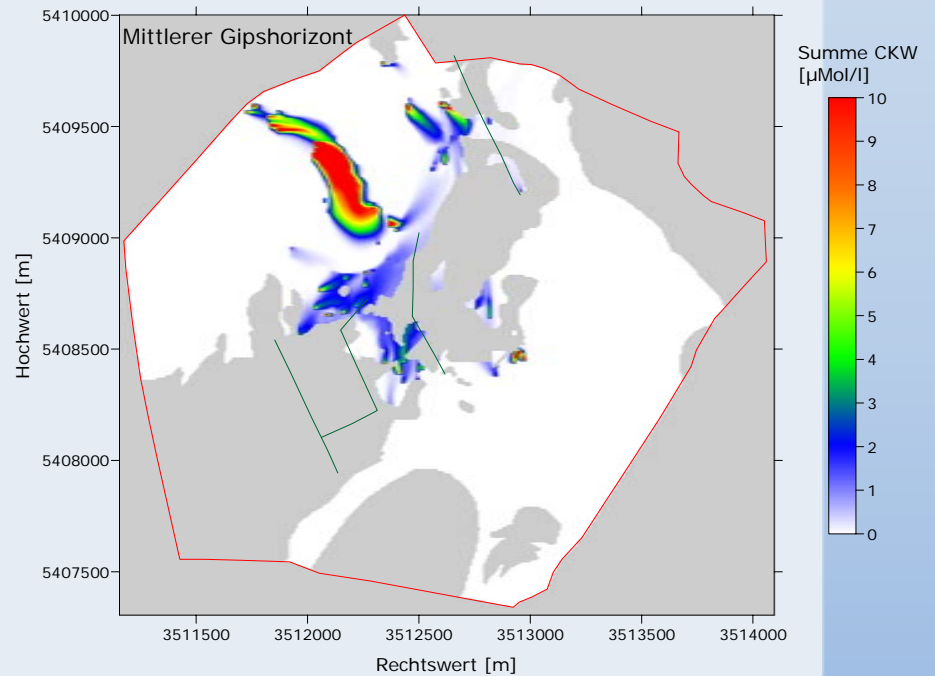 Mittlerer Gipshorizont
Summe CKW
[µMol/l]
10
9
8
7
6
5
4
3
2
1
0
Hochwert [m]
5410000
5409500
5409000
5408500
5408000
5407500
3511500 3512000 3512500 3513000 3513500 3514000
Rechtswert [m]